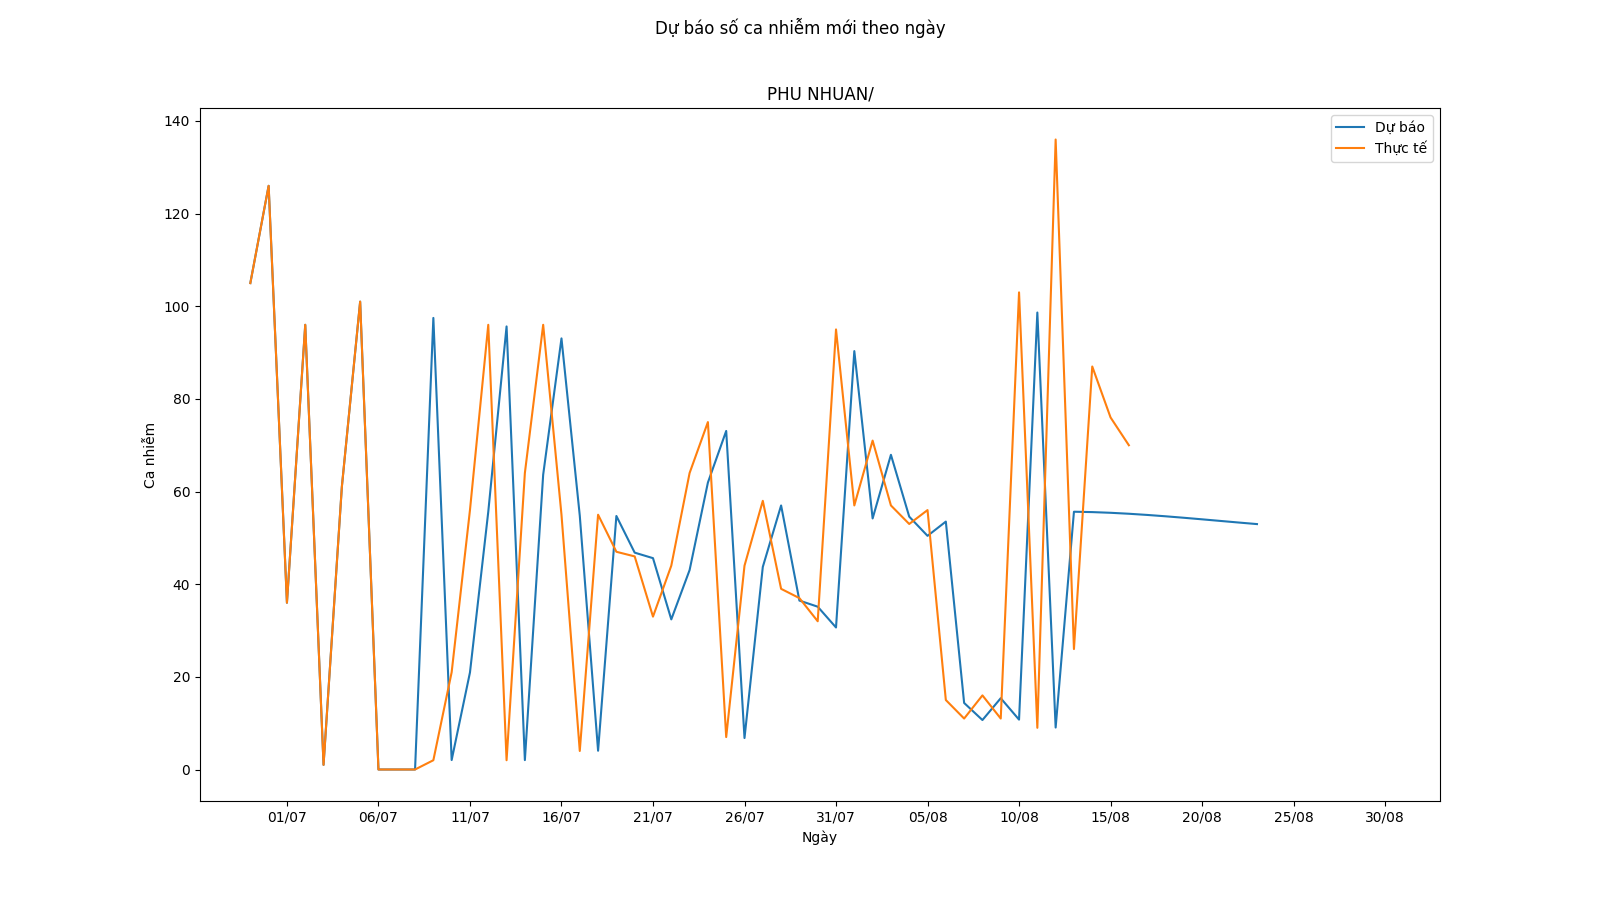 Dự báo số ca nhiễm mới theo ngày
PHU NHUAN/
Dự báo
Thực tế
140
120
100
80
60
40
20
0
Ca nhiễm
01/07 06/07 11/07 16/07 21/07 26/07 31/07 05/08 10/08 15/08 20/08 25/08 30/08
Ngày